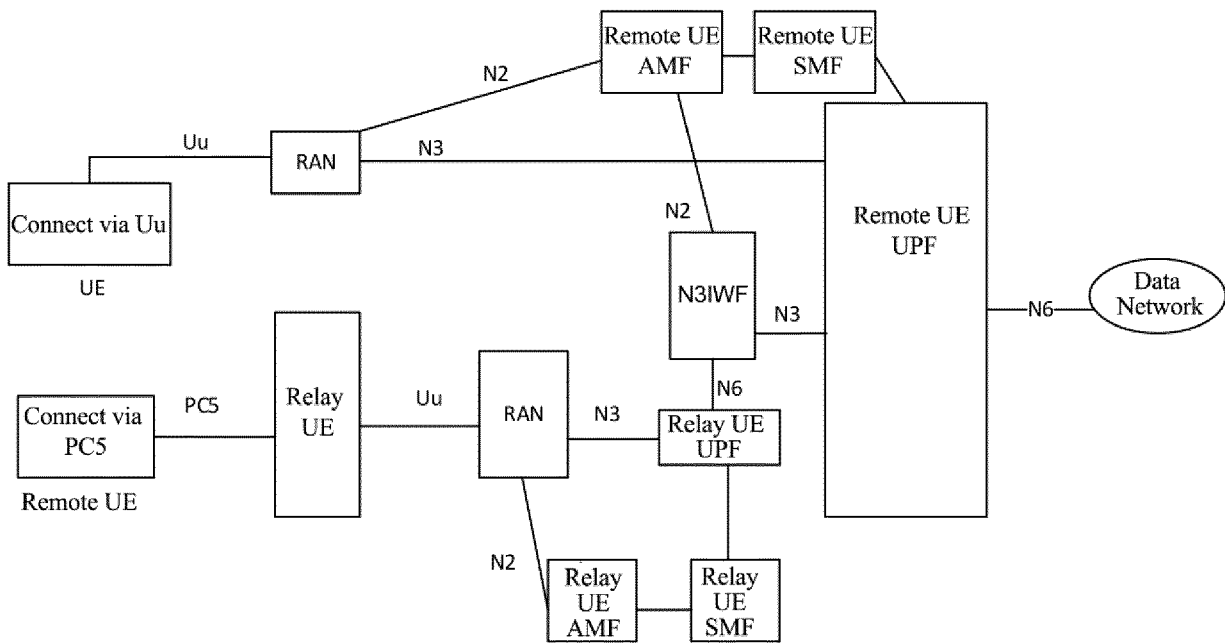 Remote UE
AMF
Remote UE
SMF
N2
Uu
RAN
N3
Connect via Uu
UE
N2
Remote UE
UPF
N3IWF
N3
N6
Data
Network
Relay
UE
PC5
Uu
RAN
N3
N6
Connect via
PC5
Remote UE
Relay UE
UPF
N2
Relay
UE
AMF
Relay
UE
SMF